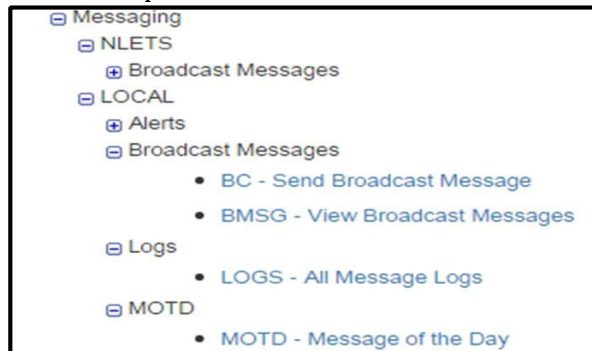 Messaging
NLETS
Broadcast Messages
LOCAL
Alerts
Broadcast Messages
BC - Send Broadcast Message
BMSG - View Broadcast Messages
Logs
LOGS - All Message Logs
MOTD
MOTD - Message of the Day